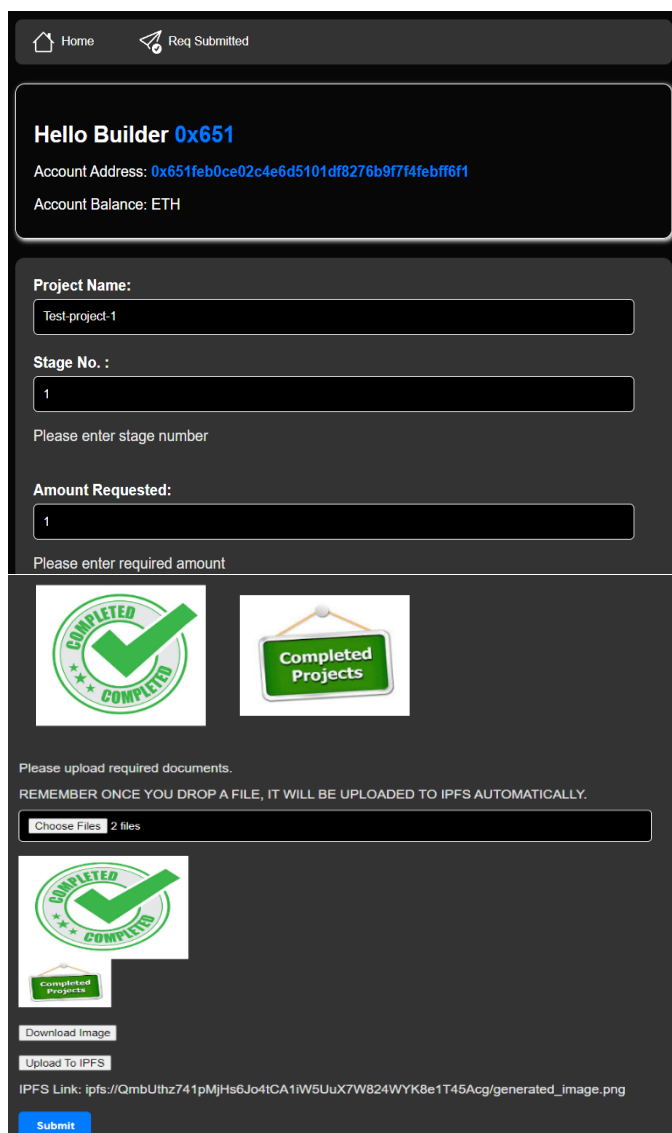 Home Req Submitted
Hello Builder 0x651
Account Address: 0x651feb0ce02c4e6d5101df8276b9f7f4febff6f1
Account Balance: ETH
Project Name:
Test-project-1
Stage No. :
1
Please enter stage number
Amount Requested:
1
Please enter required amount
COMPLETED
COMPLETED
Completed
Projects
Please upload required documents.
REMEMBER ONCE YOU DROP A FILE, IT WILL BE UPLOADED TO IPFS AUTOMATICALLY.
Choose Files 2 files
COMPLETED
COMPLETED
Completed
Projects
Download Image
Upload To IPFS
IPFS Link: ipfs://QmbUthz741pMjHs6Jo4tCA1iW5UuX7W824WYK8e1T45Acg/generated_image.png
Submit